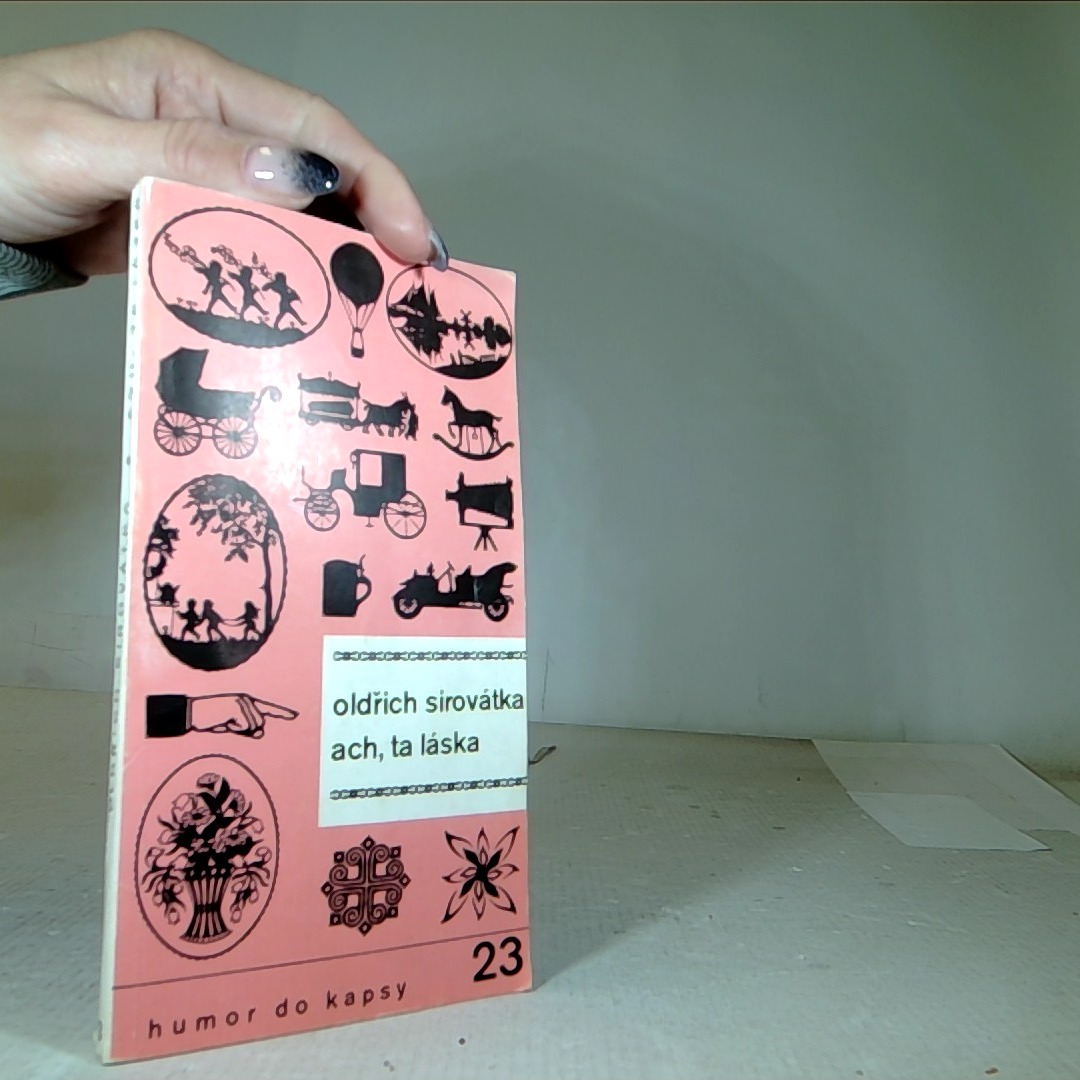 oldřich sirovátka
ach, ta láska
23
humor do kapsy